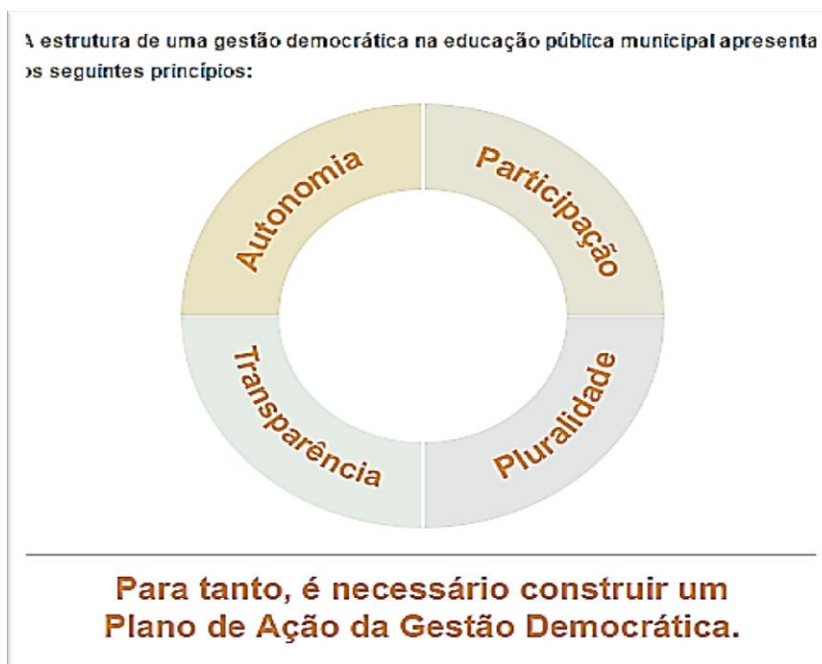 A estrutura de uma gestão democrática na educação pública municipal apresenta
os seguintes princípios:
Autonomia
Participação
Transparência
Pluralidade
Para tanto, é necessário construir um
Plano de Ação da Gestão Democrática.